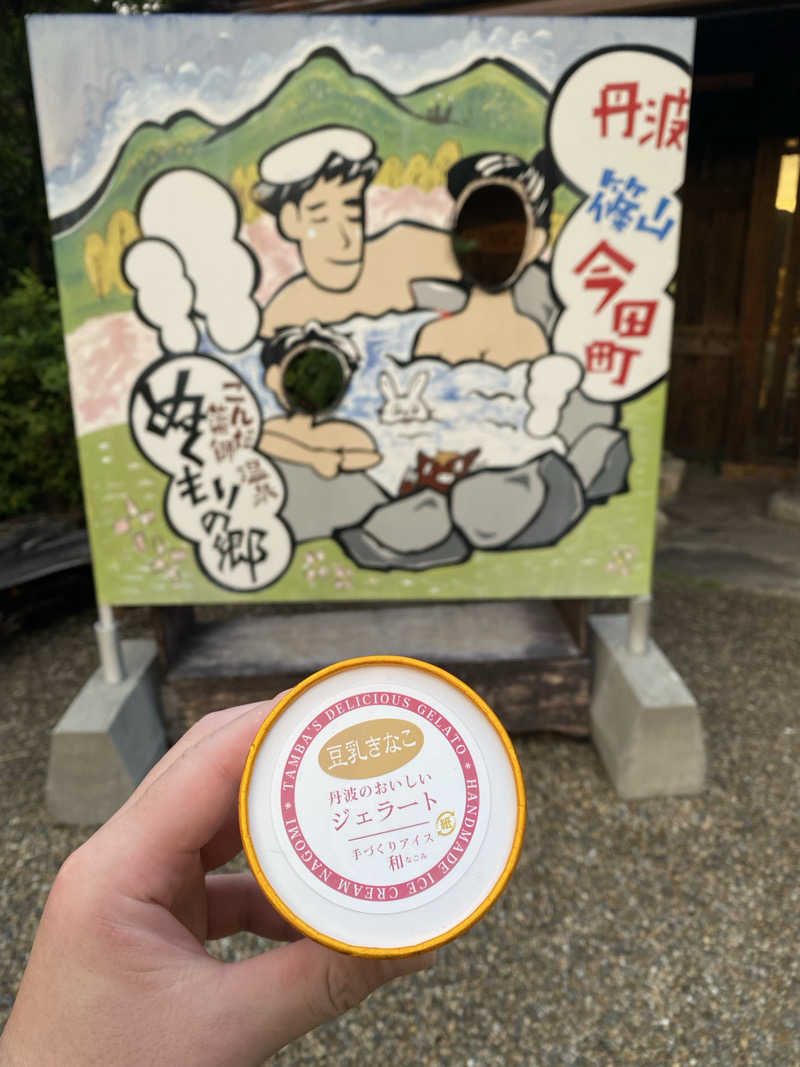 丹波
篠山
今田町
こんだ
薬師
温泉
ぬくもりの郷
TAMBA'S DELICIOUS GELATO * HANDMADE ICE CREAM NAGOMI *
豆乳きなこ
丹波のおいしい
ジェラート
紙
手づくりアイス
和なごみ